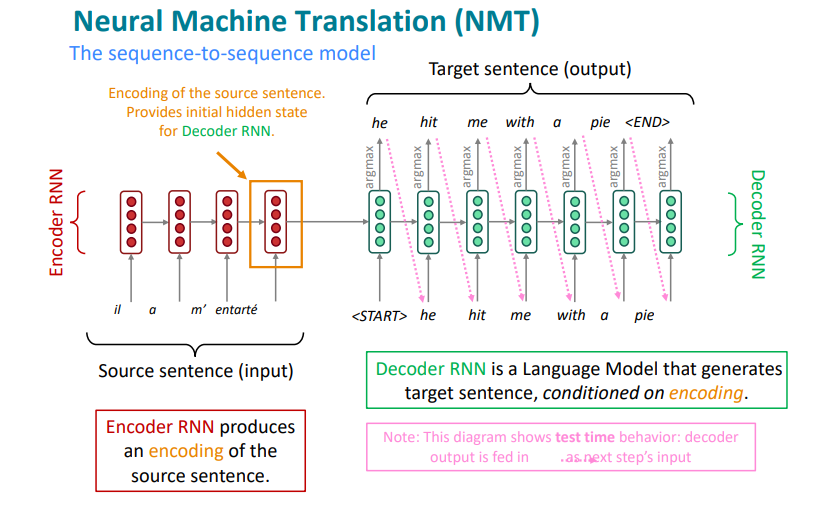 Neural Machine Translation (NMT)
The sequence-to-sequence model
Target sentence (output)
Encoding of the source sentence.
Provides initial hidden state
for Decoder RNN.
he hit me with a pie <END>
argmax argmax argmax argmax argmax argmax argmax
Encoder RNN
Decoder RNN
il a m’ entarté
<START> he hit me with a pie
Source sentence (input)
Decoder RNN is a Language Model that generates
target sentence, conditioned on encoding.
Encoder RNN produces
an encoding of the
source sentence.
Note: This diagram shows test time behavior: decoder
output is fed in as next step’s input